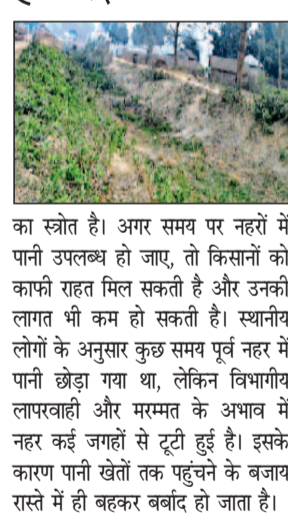 का स्त्रोत है। अगर समय पर नहरों में
पानी उपलब्ध हो जाए, तो किसानों को
काफी राहत मिल सकती है और उनकी
लागत भी कम हो सकती है। स्थानीय
लोगों के अनुसार कुछ समय पूर्व नहर में
पानी छोड़ा गया था, लेकिन विभागीय
लापरवाही और मरम्मत के अभाव में
नहर कई जगहों से टूटी हुई है। इसके
कारण पानी खेतों तक पहुंचने के बजाय
रास्ते में ही बहकर बर्बाद हो जाता है।